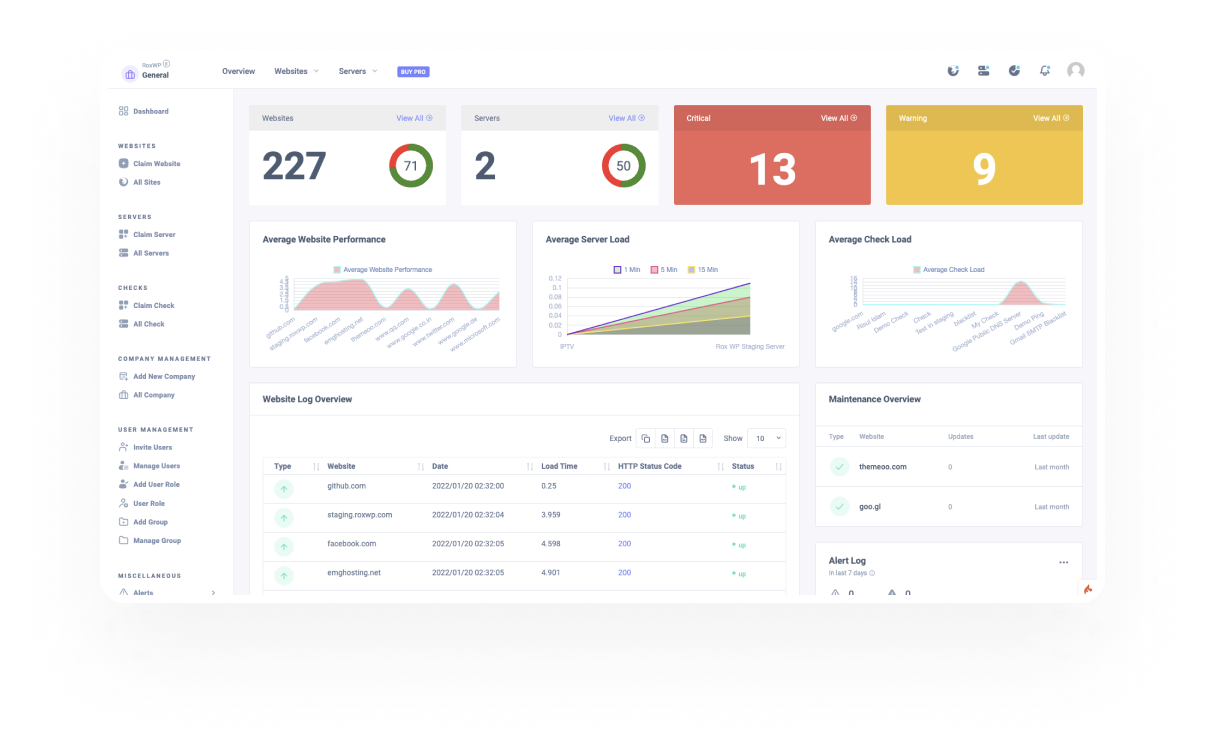 RoxWP
General
Overview Websites Servers BUY PRO
Dashboard
WEBSITES
Claim Website
All Sites
SERVERS
Claim Server
All Servers
CHECKS
Claim Check
All Check
COMPANY MANAGEMENT
Add New Company
All Company
USER MANAGEMENT
Invite Users
Manage Users
Add User Role
User Role
Add Group
Manage Group
MISCELLANEOUS
Alerts
Websites View All
227 71
Servers View All
2 50
Critical View All
13
Warning View All
9
Average Website Performance
Average Website Performance
github.com
staging.roxwp.com
facebook.com
emghosting.net
themeoo.com
www.qq.com
www.google.co.in
www.twitter.com
www.google.de
www.microsoft.com
Average Server Load
1 Min 5 Min 15 Min
0.12
0.1
0.08
0.06
0.04
0.02
0
IPTV Rox WP Staging Server
Average Check Load
Average Check Load
google.com
Risul Islam
Demo Check
Check
Test in staging
blacklist
My Check
Google Public DNS Server
Demo Ping
Gmail SMTP Blacklist
Website Log Overview
Export Show 10
Type Website Date Load Time HTTP Status Code Status
github.com 2022/01/20 02:32:00 0.25 200 up
staging.roxwp.com 2022/01/20 02:32:04 3.959 200 up
facebook.com 2022/01/20 02:32:05 4.598 200 up
emghosting.net 2022/01/20 02:32:05 4.901 200 up
Maintenance Overview
Type Website Updates Last update
themeoo.com 0 Last month
goo.gl 0 Last month
Alert Log
In last 7 days
0 0